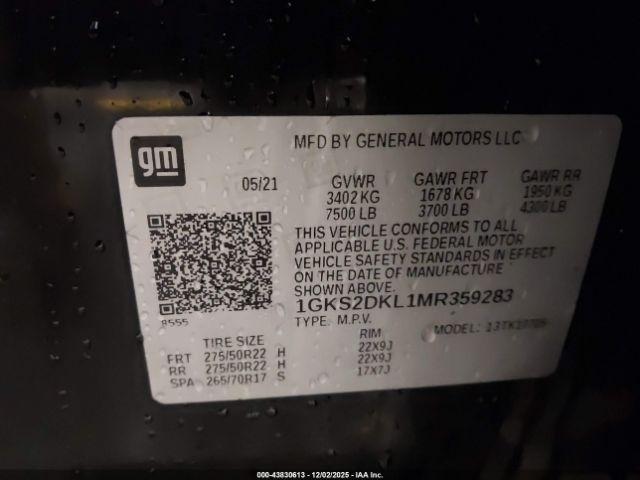 gm
MFD BY GENERAL MOTORS LLC
05/21 GVWR GAWR FRT GAWR RR
3402 KG 1678 KG 1950 KG
7500 LB 3700 LB 4300 LB
THIS VEHICLE CONFORMS TO ALL
APPLICABLE U.S. FEDERAL MOTOR
VEHICLE SAFETY STANDARDS IN EFFECT
ON THE DATE OF MANUFACTURE
SHOWN ABOVE.
1GKS2DKL1MR359283
8555
TYPE: M.P.V. MODEL:
TIRE SIZE RIM
FRT 275/50R22 H 22X9J
RR 275/50R22 H 22X9J
SPA 265/70R17 S 17X7J
000-43830613 - 12/02/2025 - IAA Inc.